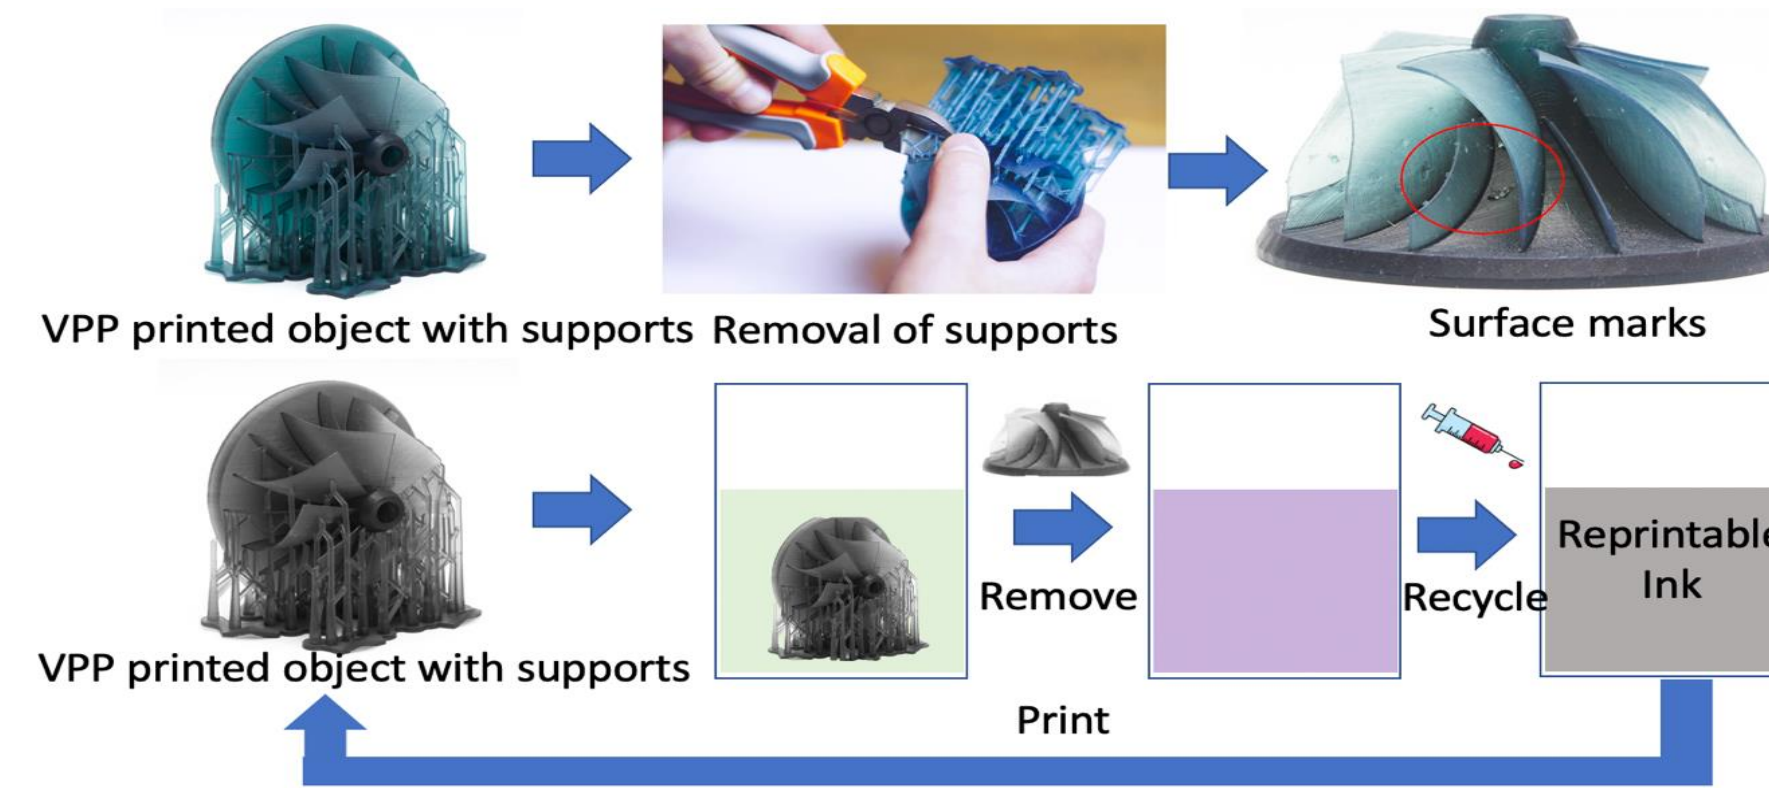 VPP printed object with supports
Removal of supports
Surface marks
Remove
Recycle
Reprintable
Ink
VPP printed object with supports
Print